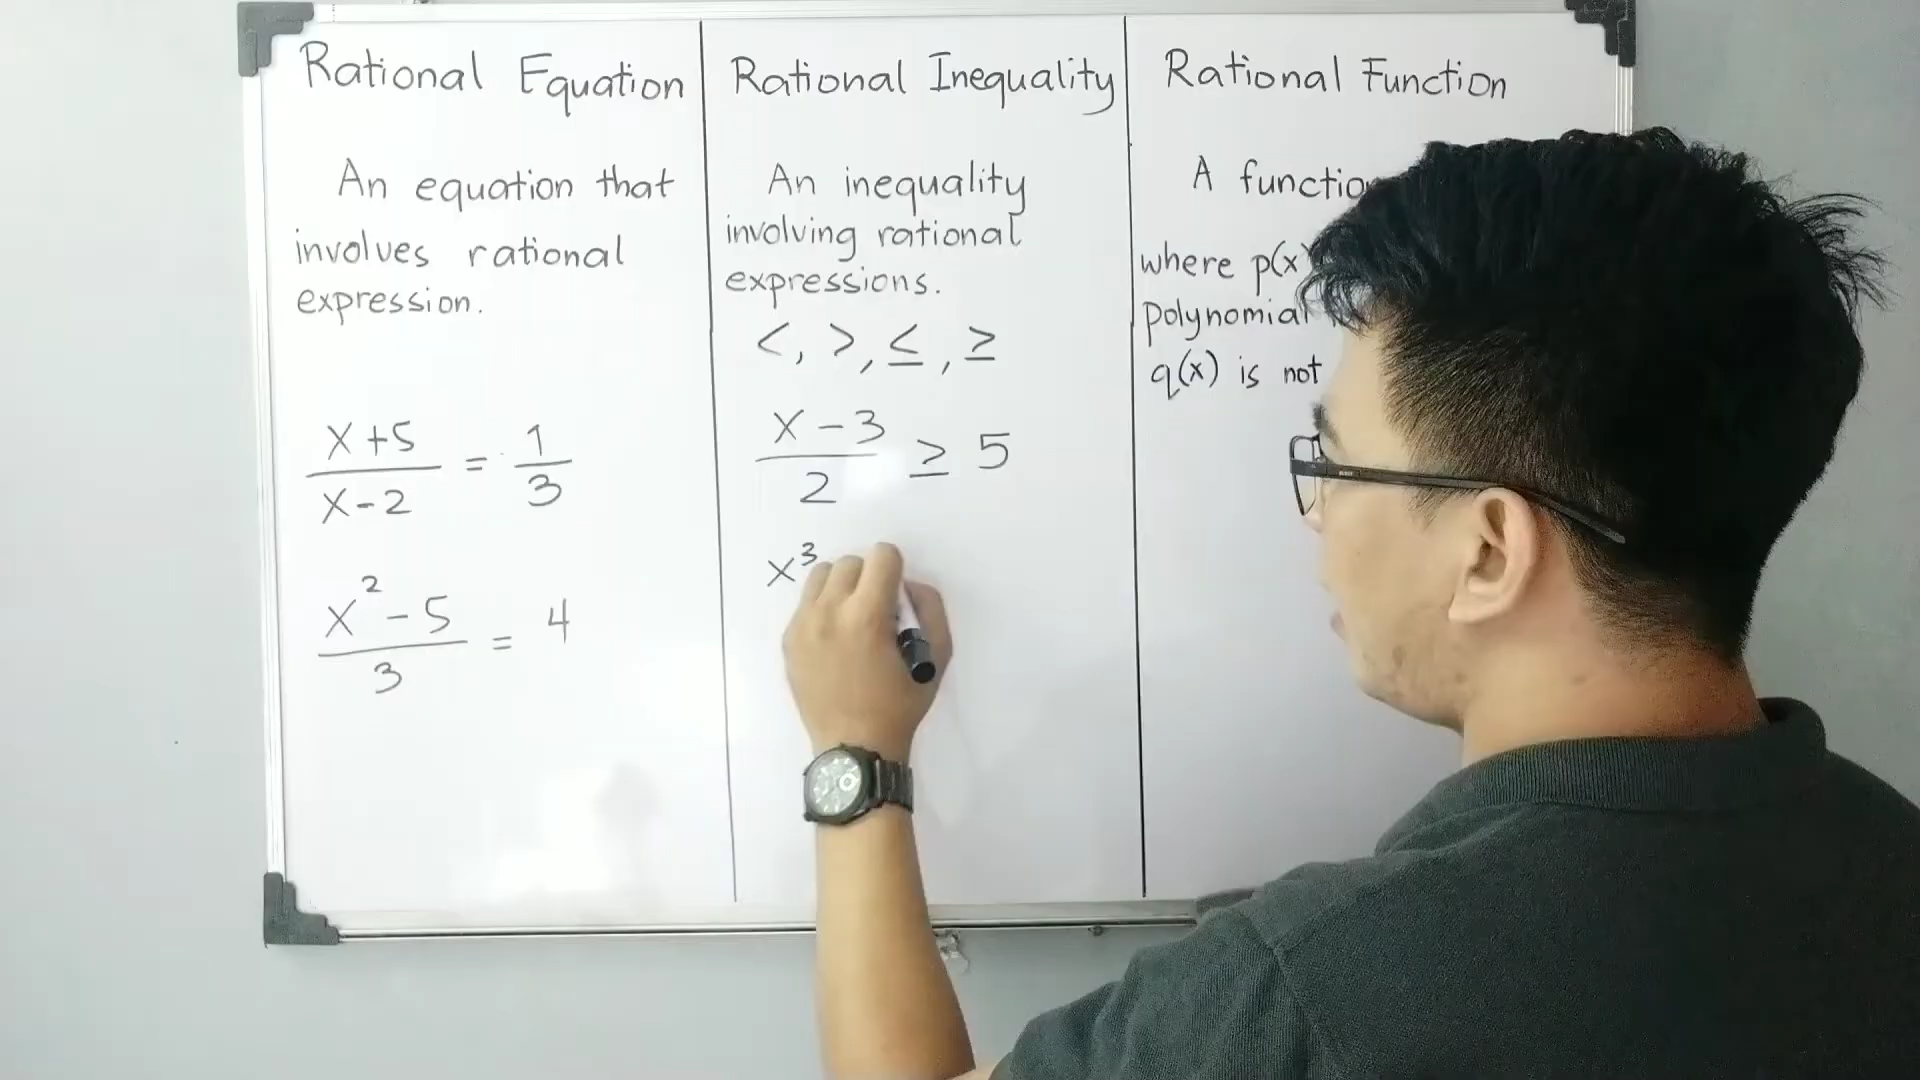 Rational Equation
An equation that
involves rational
expression.
x+5/x-2 = 1/3
x²-5/3 = 4
Rational Inequality
An inequality
involving rational
expressions.
<, >, ≤, ≥
x-3/2 ≥ 5
x³
Rational Function
A
where p(x)
polynomial
q(x) is not